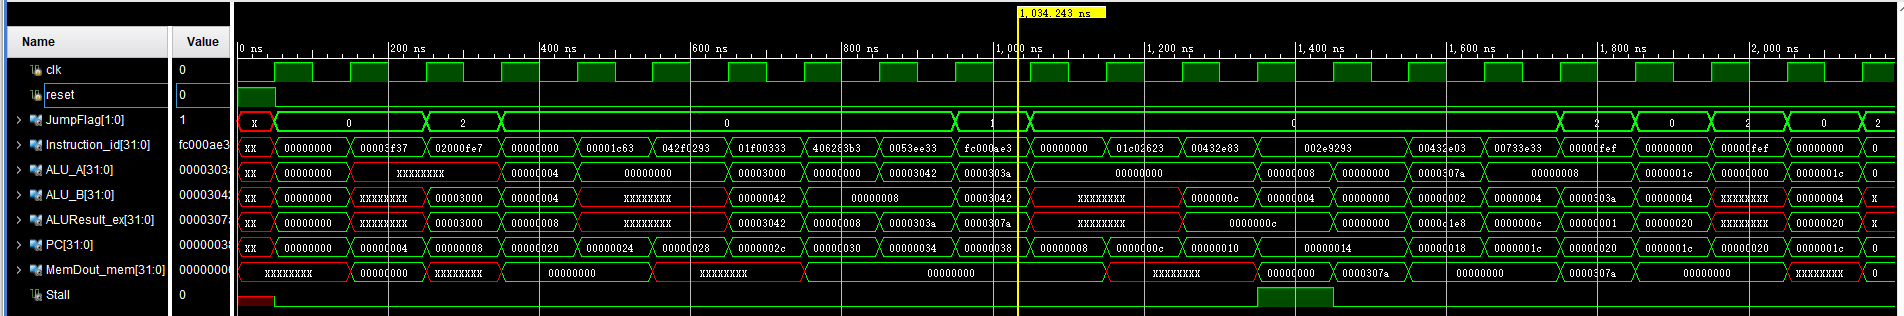 1,034.243 ns
Name Value 0 ns 200 ns 400 ns 600 ns 800 ns 1,000 ns 1,200 ns 1,400 ns 1,600 ns 1,800 ns 2,000 ns
clk 0
reset 0
JumpFlag[1:0] 1 X 0 2 0 1 0 2 0 2 0 2
Instruction_id[31:0] fc000ae3 XX 00000000 00003f37 02000fe7 00000000 00001c63 042f0293 01f00333 406283b3 0053ee33 fc000ae3 00000000 01c02623 00432e83 002e9293 00432e03 00733e33 00000fef 00000000 00000fef 00000000 0
ALU_A[31:0] 0000303a XX 00000000 XXXXXXXX 00000004 00000000 00003000 00000000 00003042 0000303a 00000000 00000008 00000000 0000307a 00000008 0000001c 0000001c 0000001c 0
ALU_B[31:0] 00003042 XX 00000000 XXXXXXXX 00003000 00000004 XXXXXXXX 00000042 00000008 00003042 XXXXXXXX 0000000c 00000004 00000002 00000004 0000303a 00000004 XXXXXXXX 00000004 X
ALUResult_ex[31:0] 0000307a XX 00000000 XXXXXXXX 00003000 00000008 XXXXXXXX 00003042 00000008 0000303a 0000307a XXXXXXXX 0000000c 00000000 0000c1e8 0000000c 00000001 00000020 XXXXXXXX 00000020 X
PC[31:0] 00000038 XX 00000000 00000004 00000008 00000020 00000024 00000028 0000002c 00000030 00000034 00000038 00000008 0000000c 00000010 00000014 00000018 0000001c 00000020 0000001c 00000020 0000001c 0
MemDout_mem[31:0] 00000000 XXXXXXXX 00000000 XXXXXXXX 00000000 XXXXXXXX 00000000 XXXXXXXX 00000000 0000307a 00000000 0000307a 00000000 XXXXXXXX 0
Stall 0